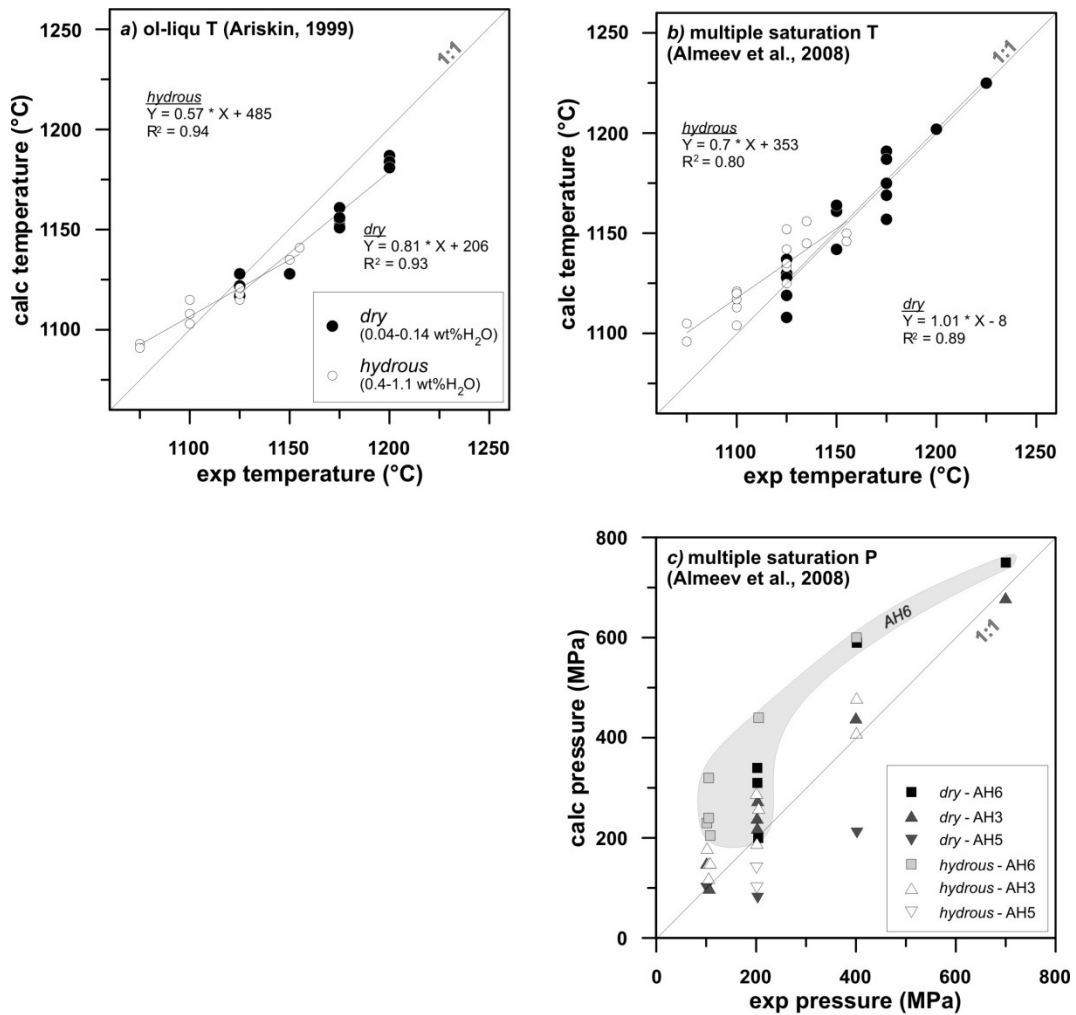 a) ol-liqu T (Ariskin, 1999)
1:1
hydrous
Y = 0.57 * X + 485
R² = 0.94
dry
Y = 0.81 * X + 206
R² = 0.93
dry
(0.04-0.14 wt%H₂O)
hydrous
(0.4-1.1 wt%H₂O)
1250
1200
1150
1100
calc temperature (°C)
1100 1150 1200 1250
exp temperature (°C)
b) multiple saturation T
(Almeev et al., 2008)
1:1
hydrous
Y = 0.7 * X + 353
R² = 0.80
dry
Y = 1.01 * X - 8
R² = 0.89
1250
1200
1150
1100
calc temperature (°C)
1100 1150 1200 1250
exp temperature (°C)
c) multiple saturation P
(Almeev et al., 2008)
AH6
1:1
dry - AH6
dry - AH3
dry - AH5
hydrous - AH6
hydrous - AH3
hydrous - AH5
800
600
400
200
0
calc pressure (MPa)
0 200 400 600 800
exp pressure (MPa)